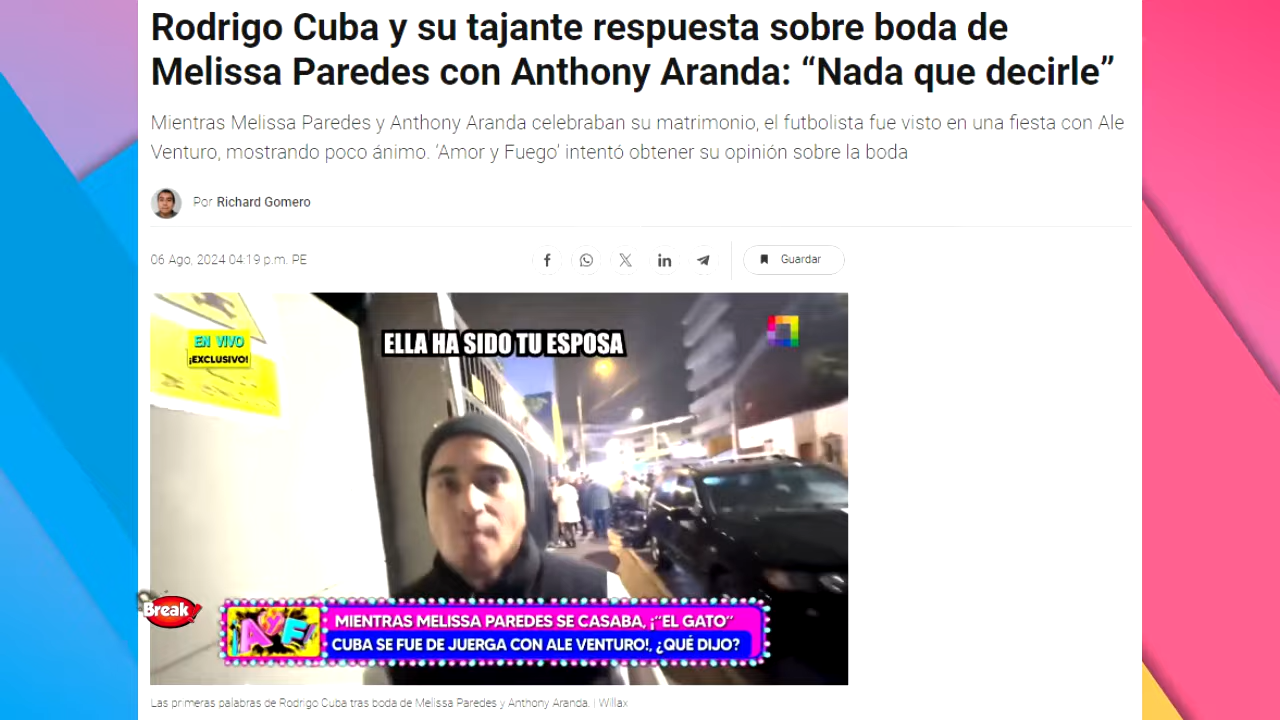 Rodrigo Cuba y su tajante respuesta sobre boda de
Melissa Paredes con Anthony Aranda: “Nada que decirle”
Mientras Melissa Paredes y Anthony Aranda celebraban su matrimonio, el futbolista fue visto en una fiesta con Ale
Venturo, mostrando poco ánimo. ‘Amor y Fuego’ intentó obtener su opinión sobre la boda
Por Richard Gomero
06 Ago, 2024 04:19 p.m. PE
Guardar
EN VIVO
¡EXCLUSIVO!
ELLA HA SIDO TU ESPOSA
Break
AyF
MIENTRAS MELISSA PAREDES SE CASABA, ¡"EL GATO"
CUBA SE FUE DE JUERGA CON ALE VENTURO!, ¿QUÉ DIJO?
Las primeras palabras de Rodrigo Cuba tras boda de Melissa Paredes y Anthony Aranda. | Willax